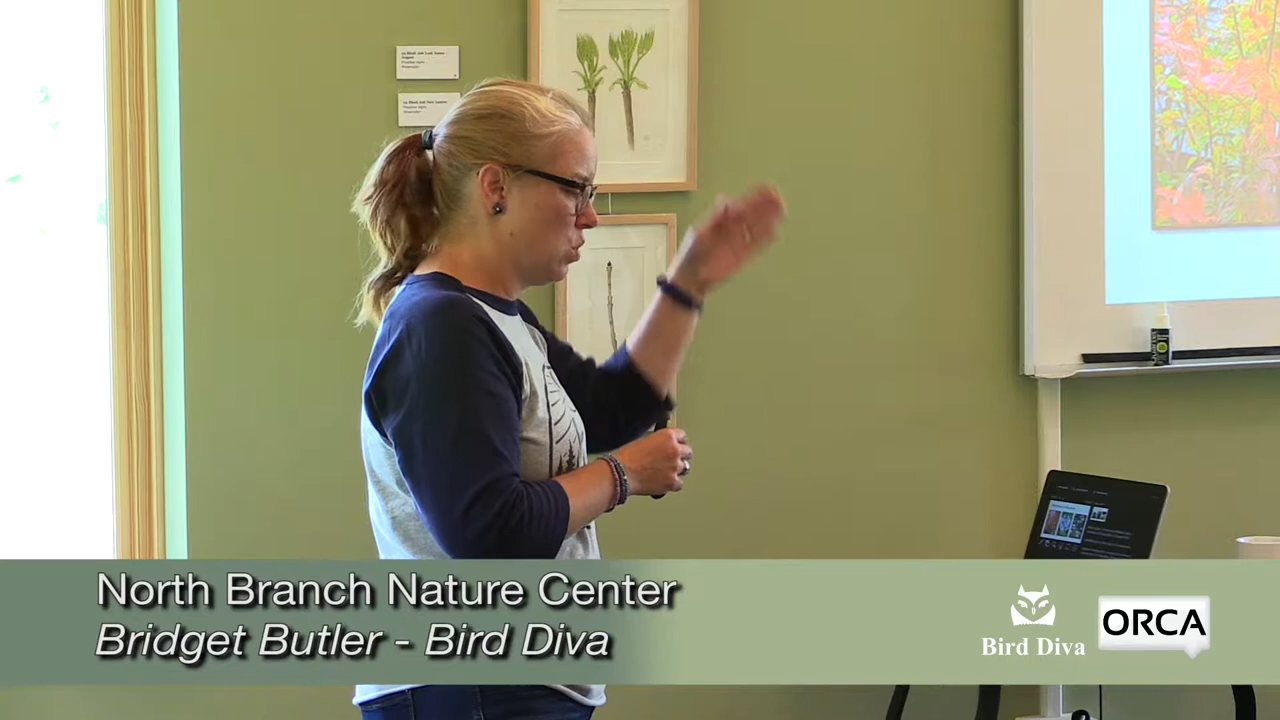 North Branch Nature Center
Bridget Butler - Bird Diva
Bird Diva
ORCA